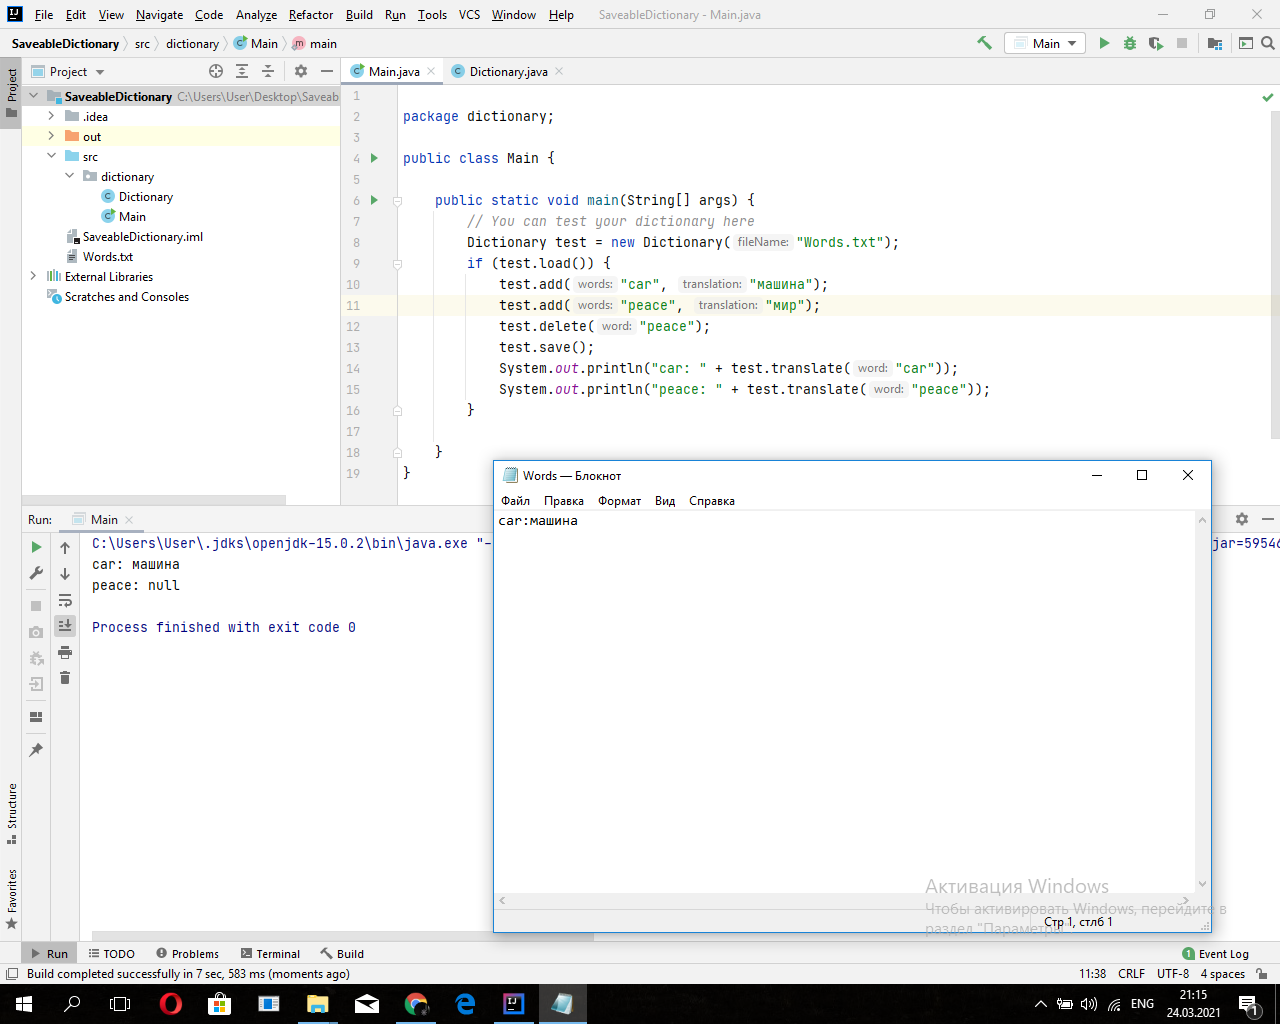 File Edit View Navigate Code Analyze Refactor Build Run Tools VCS Window Help SaveableDictionary - Main.java
SaveableDictionary src dictionary Main main
Main
Project
Main.java
Dictionary.java
Project
SaveableDictionary C:\Users\User\Desktop\Saveab
.idea
out
src
dictionary
Dictionary
Main
SaveableDictionary.iml
Words.txt
External Libraries
Scratches and Consoles
1
2 package dictionary;
3
4 public class Main {
5
6 public static void main(String[] args) {
7 // You can test your dictionary here
8 Dictionary test = new Dictionary( fileName: "Words.txt");
9 if (test.load()) {
10 test.add( words: "car", translation: "машина");
11 test.add( words: "peace", translation: "мир");
12 test.delete( word: "peace");
13 test.save();
14 System.out.println("car: " + test.translate( word: "car"));
15 System.out.println("peace: " + test.translate( word: "peace"));
16 }
17
18 }
19 }
Words — Блокнот
Файл Правка Формат Вид Справка
car:машина
Стр 1, стлб 1
Run: Main
C:\Users\User\.jdks\openjdk-15.0.2\bin\java.exe "- jar=59546
car: машина
peace: null
Process finished with exit code 0
Активация Windows
Чтобы активировать Windows, перейдите в
раздел "Параметры".
Structure
Favorites
Run TODO Problems Terminal Build 1 Event Log
Build completed successfully in 7 sec, 583 ms (moments ago) 11:38 CRLF UTF-8 4 spaces
ENG
21:15
24.03.2021
1